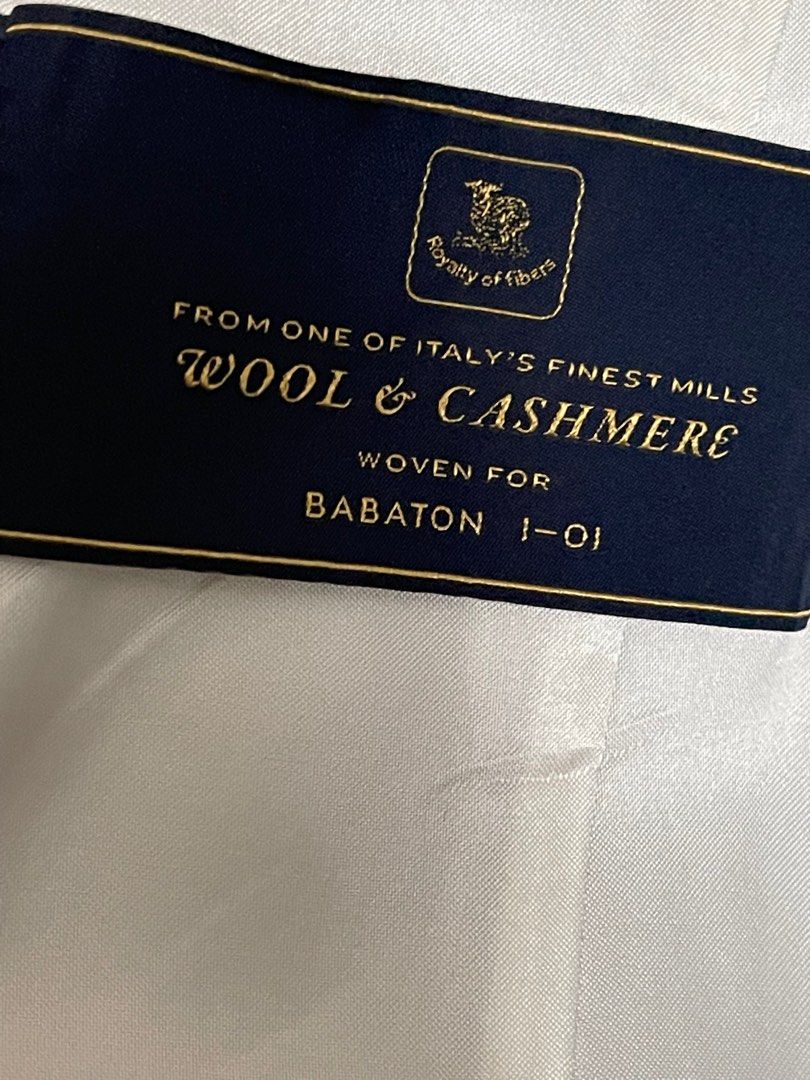 Royalty of fibers
FROM ONE OF ITALY'S FINEST MILLS
WOOL & CASHMERE
WOVEN FOR
BABATON 1-01